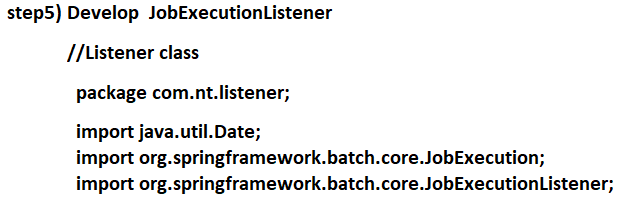 step5) Develop JobExecutionListener
//Listener class
package com.nt.listener;
import java.util.Date;
import org.springframework.batch.core.JobExecution;
import org.springframework.batch.core.JobExecutionListener;